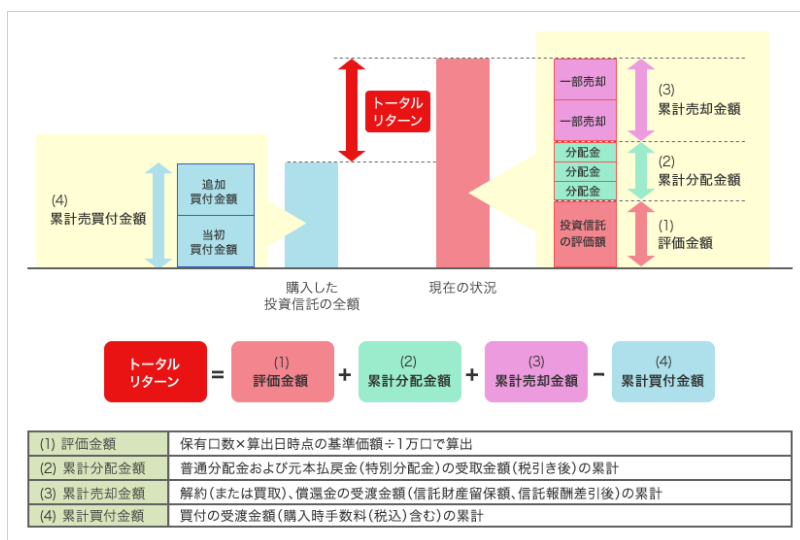 (4)
累計売買付金額
追加
買付金額
当初
買付金額
トータル
リターン
一部売却
一部売却
分配金
分配金
分配金
投資信託
の評価額
(3)
累計売却金額
(2)
累計分配金額
(1)
評価金額
購入した
投資信託の全額
現在の状況
トータル
リターン
=
(1)
評価金額
+
(2)
累計分配金額
+
(3)
累計売却金額
−
(4)
累計買付金額
(1) 評価金額 保有口数×算出日時点の基準価額÷1万口で算出
(2) 累計分配金額 普通分配金および元本払戻金(特別分配金)の受取金額(税引き後)の累計
(3) 累計売却金額 解約(または買取)、償還金の受渡金額(信託財産留保額、信託報酬差引後)の累計
(4) 累計買付金額 買付の受渡金額(購入時手数料(税込)含む)の累計